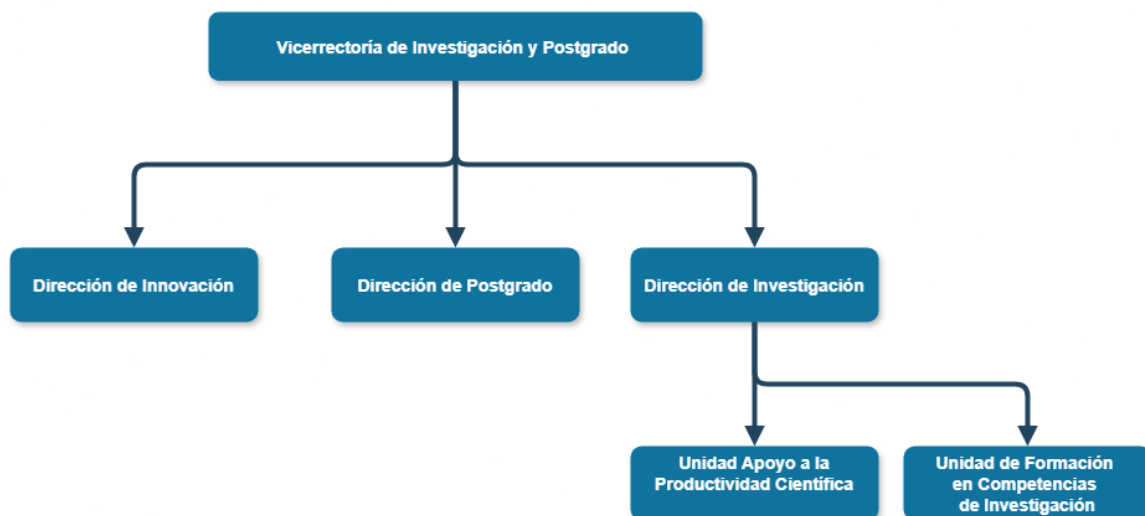 Vicerrectoría de Investigación y Postgrado
Dirección de Innovación
Dirección de Postgrado
Dirección de Investigación
Unidad Apoyo a la
Productividad Científica
Unidad de Formación
en Competencias
de Investigación